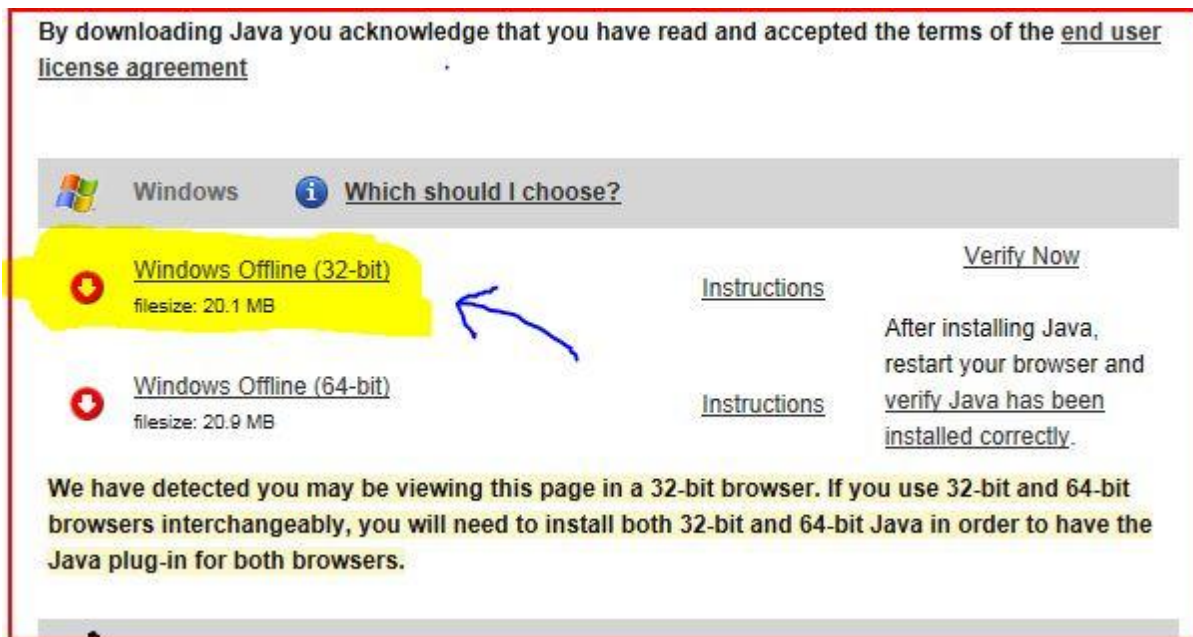 By downloading Java you acknowledge that you have read and accepted the terms of the end user
license agreement
Windows
Which should I choose?
Windows Offline (32-bit)
filesize: 20.1 MB
Instructions
Verify Now
Windows Offline (64-bit)
filesize: 20.9 MB
Instructions
After installing Java,
restart your browser and
verify Java has been
installed correctly.
We have detected you may be viewing this page in a 32-bit browser. If you use 32-bit and 64-bit
browsers interchangeably, you will need to install both 32-bit and 64-bit Java in order to have the
Java plug-in for both browsers.